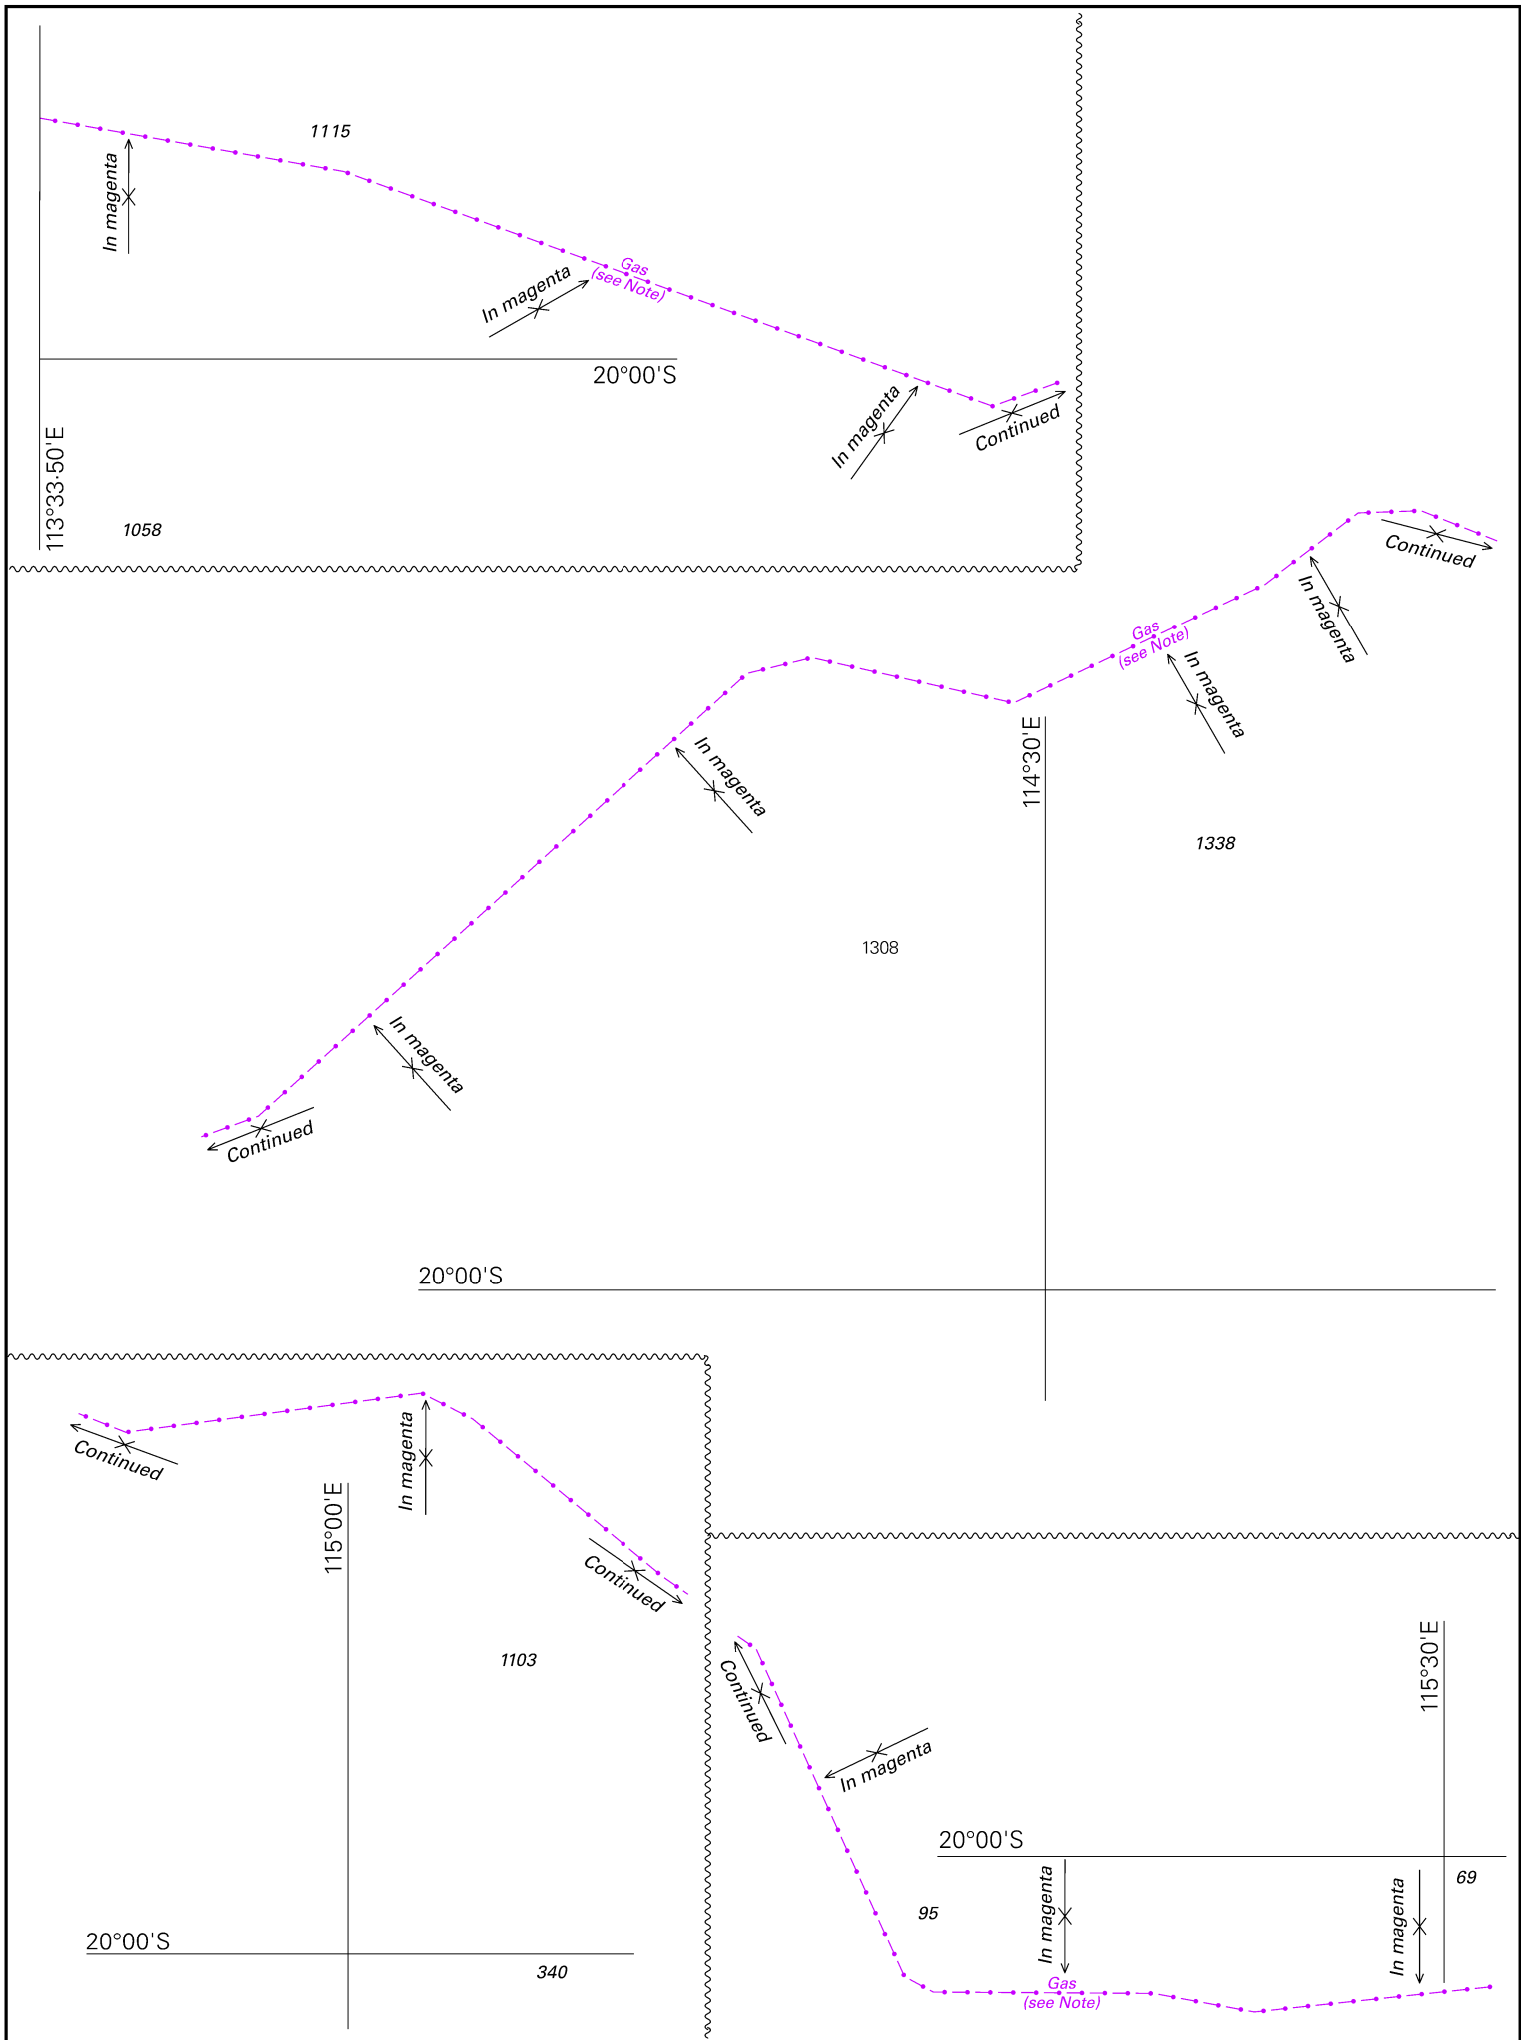 1115
In magenta
Gas
(see Note)
In magenta
20°00'S
In magenta
Continued
113°33·50'E
1058
Continued
In magenta
Gas
(see Note)
In magenta
In magenta
114°30'E
1338
1308
In magenta
Continued
20°00'S
Continued
In magenta
115°00'E
Continued
1103
20°00'S
340
Continued
In magenta
115°30'E
20°00'S
69
95
In magenta
In magenta
Gas
(see Note)